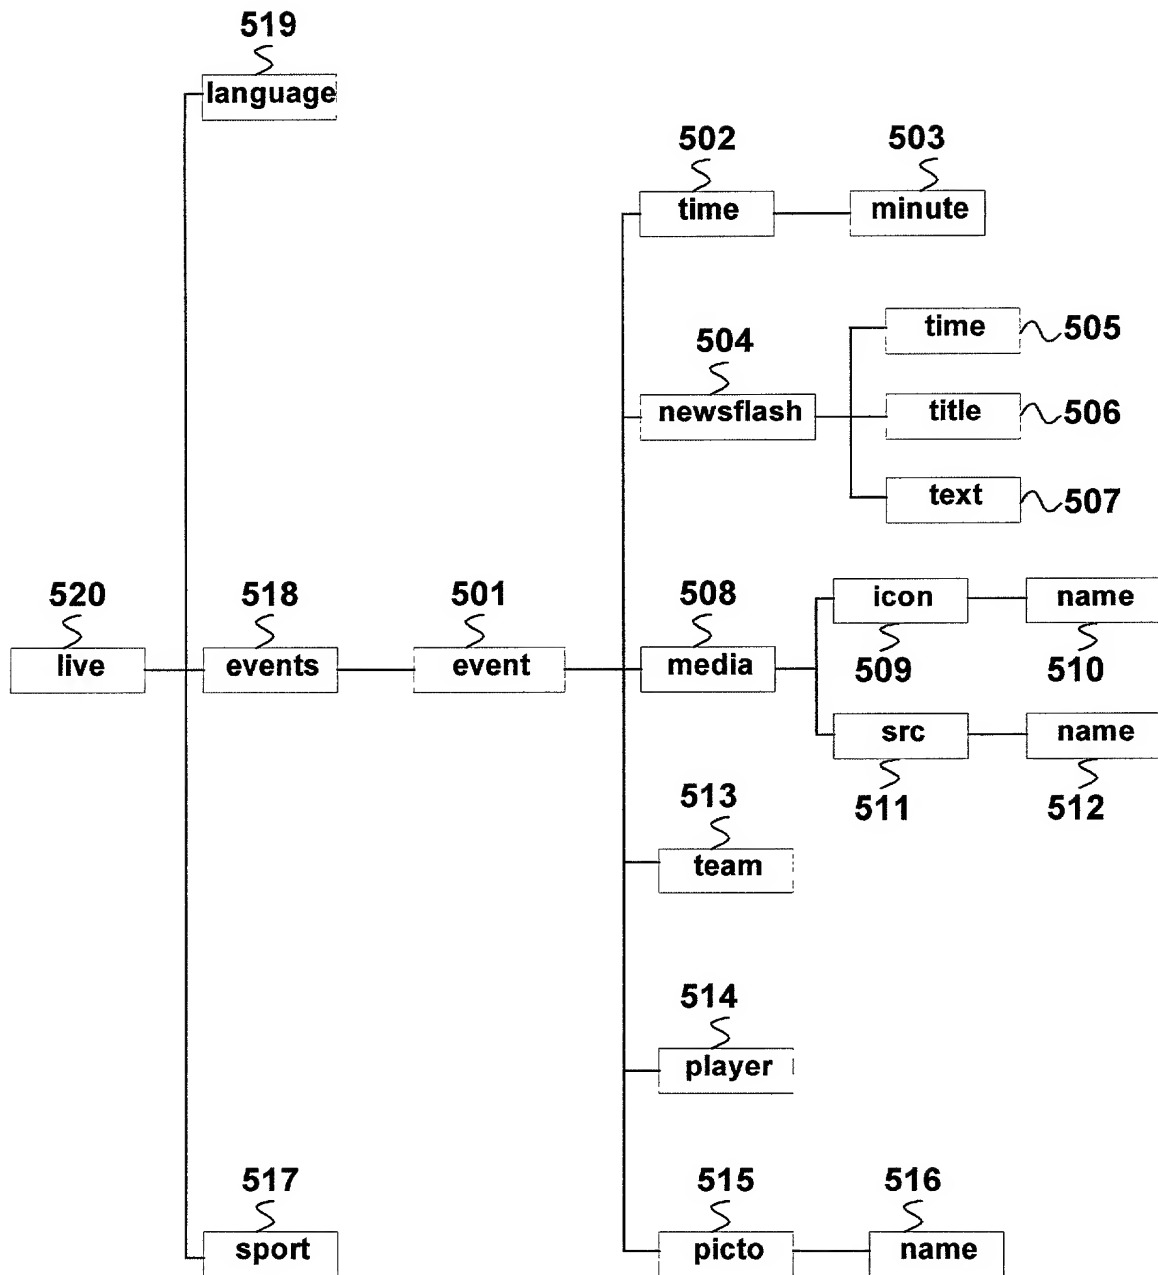 519
language
502
503
time
minute
time
505
504
newsflash
title
506
text
507
520
518
501
508
icon
name
live
events
event
media
509
510
src
name
511
512
513
team
514
player
517
515
516
sport
picto
name